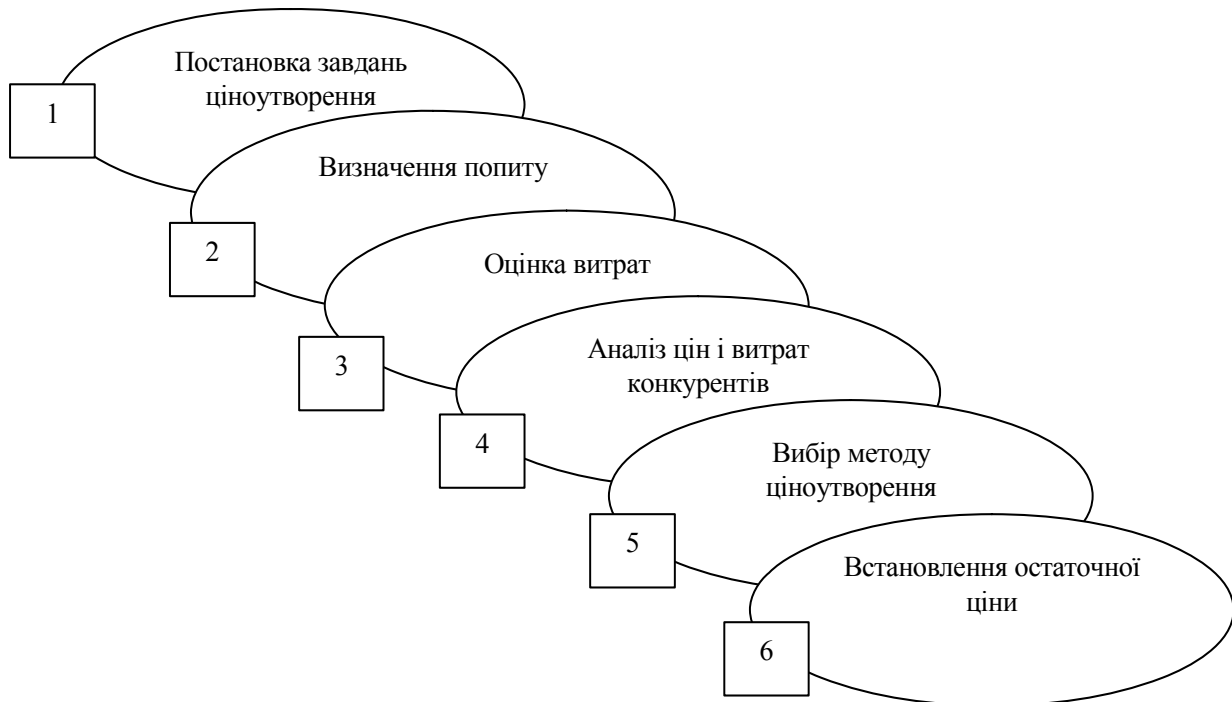 Постановка завдань
ціноутворення
1
Визначення попиту
2
Оцінка витрат
3
Аналіз цін і витрат
конкурентів
4
Вибір методу
ціноутворення
5
Встановлення остаточної
ціни
6